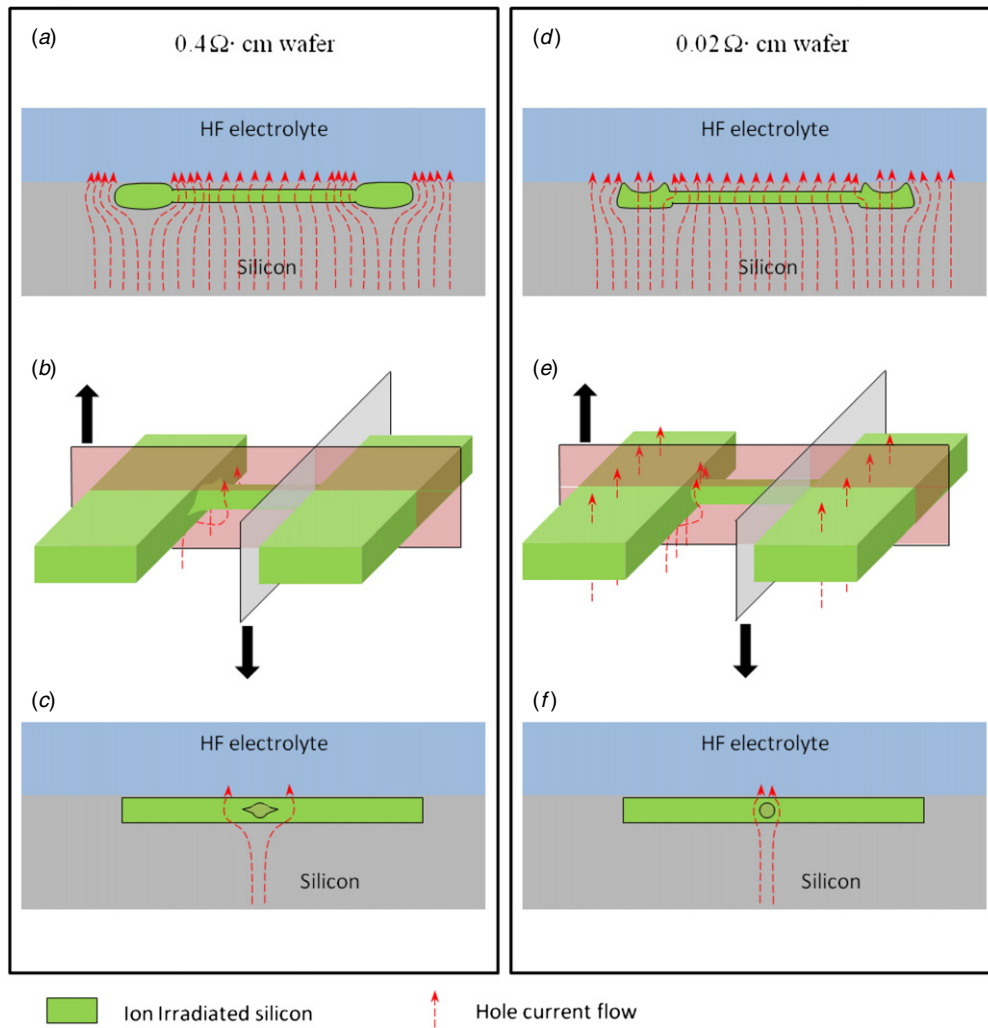 (a)
0.4 Ω· cm wafer
HF electrolyte
Silicon
(b)
(c)
HF electrolyte
Silicon
(d)
0.02 Ω· cm wafer
HF electrolyte
Silicon
(e)
(f)
HF electrolyte
Silicon
Ion Irradiated silicon
Hole current flow